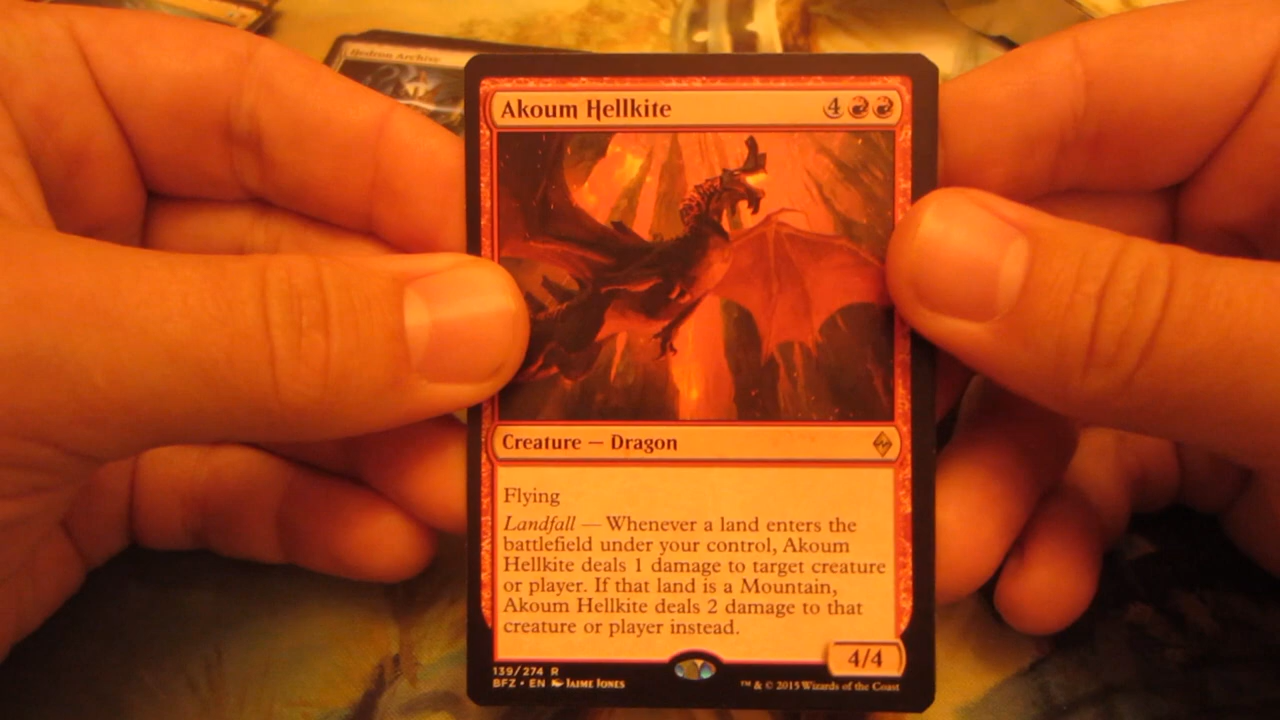 Hedron Archive
Akoum Hellkite 4
Creature — Dragon
Flying
Landfall — Whenever a land enters the
battlefield under your control, Akoum
Hellkite deals 1 damage to target creature
or player. If that land is a Mountain,
Akoum Hellkite deals 2 damage to that
creature or player instead.
4/4
139/274 R
BFZ • EN Jaime Jones
™ & © 2015 Wizards of the Coast